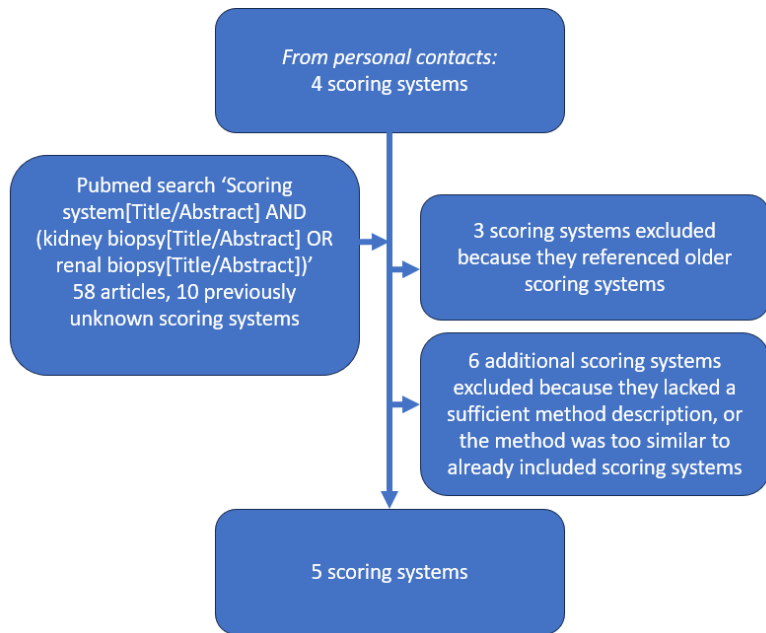 From personal contacts:
4 scoring systems
Pubmed search ‘Scoring
system[Title/Abstract] AND
(kidney biopsy[Title/Abstract] OR
renal biopsy[Title/Abstract])’
58 articles, 10 previously
unknown scoring systems
3 scoring systems excluded
because they referenced older
scoring systems
6 additional scoring systems
excluded because they lacked a
sufficient method description, or
the method was too similar to
already included scoring systems
5 scoring systems